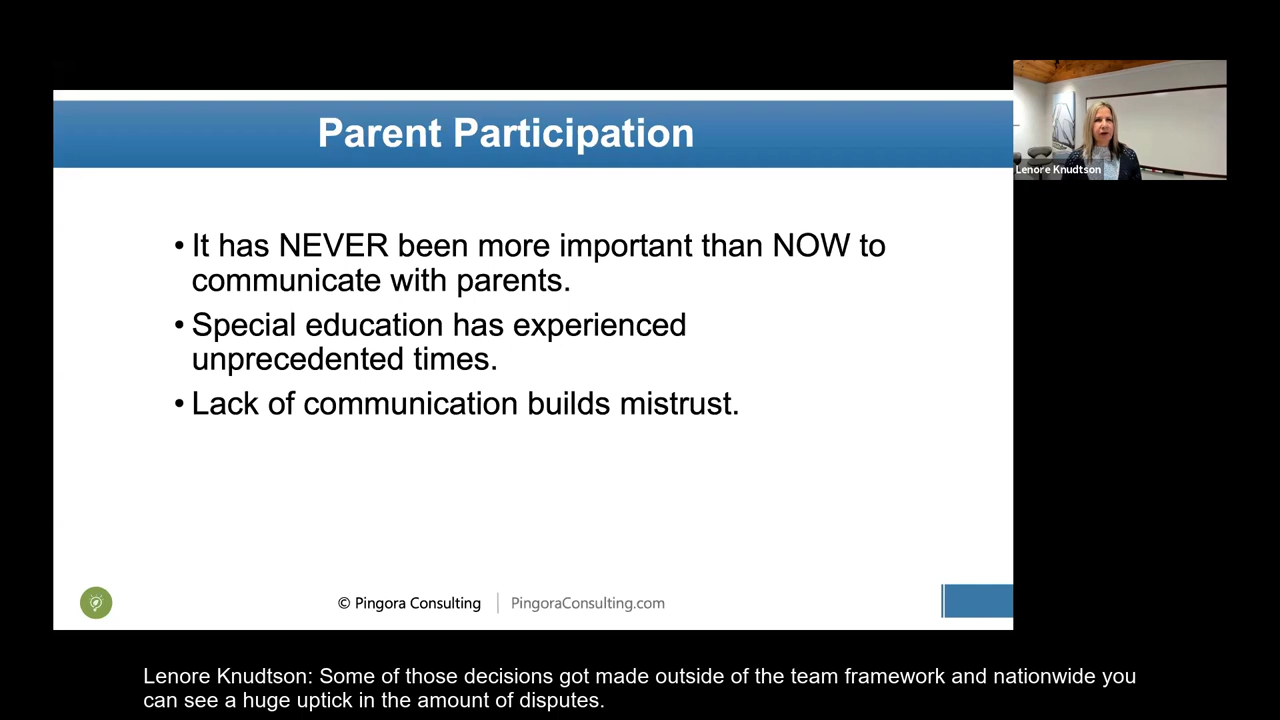 Parent Participation
Lenore Knudtson
• It has NEVER been more important than NOW to
communicate with parents.
• Special education has experienced
unprecedented times.
• Lack of communication builds mistrust.
© Pingora Consulting | PingoraConsulting.com
Lenore Knudtson: Some of those decisions got made outside of the team framework and nationwide you
can see a huge uptick in the amount of disputes.